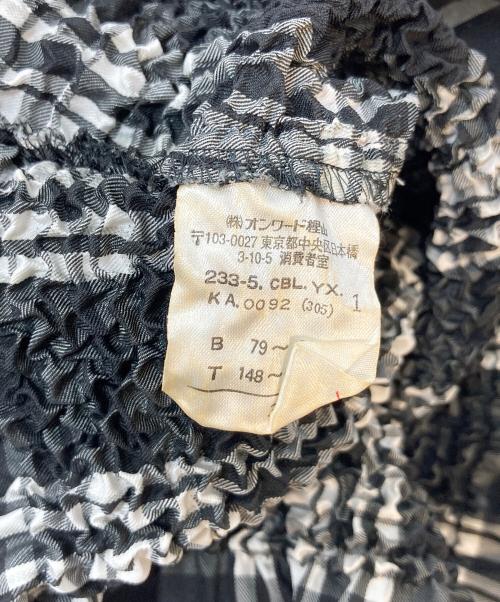 (株)オンワード樫山
〒103-0027 東京都中央区日本橋
3-10-5 消費者室
233-5. CBL. YX. 1
KA. 0092 (305)
B 79~
T 148~